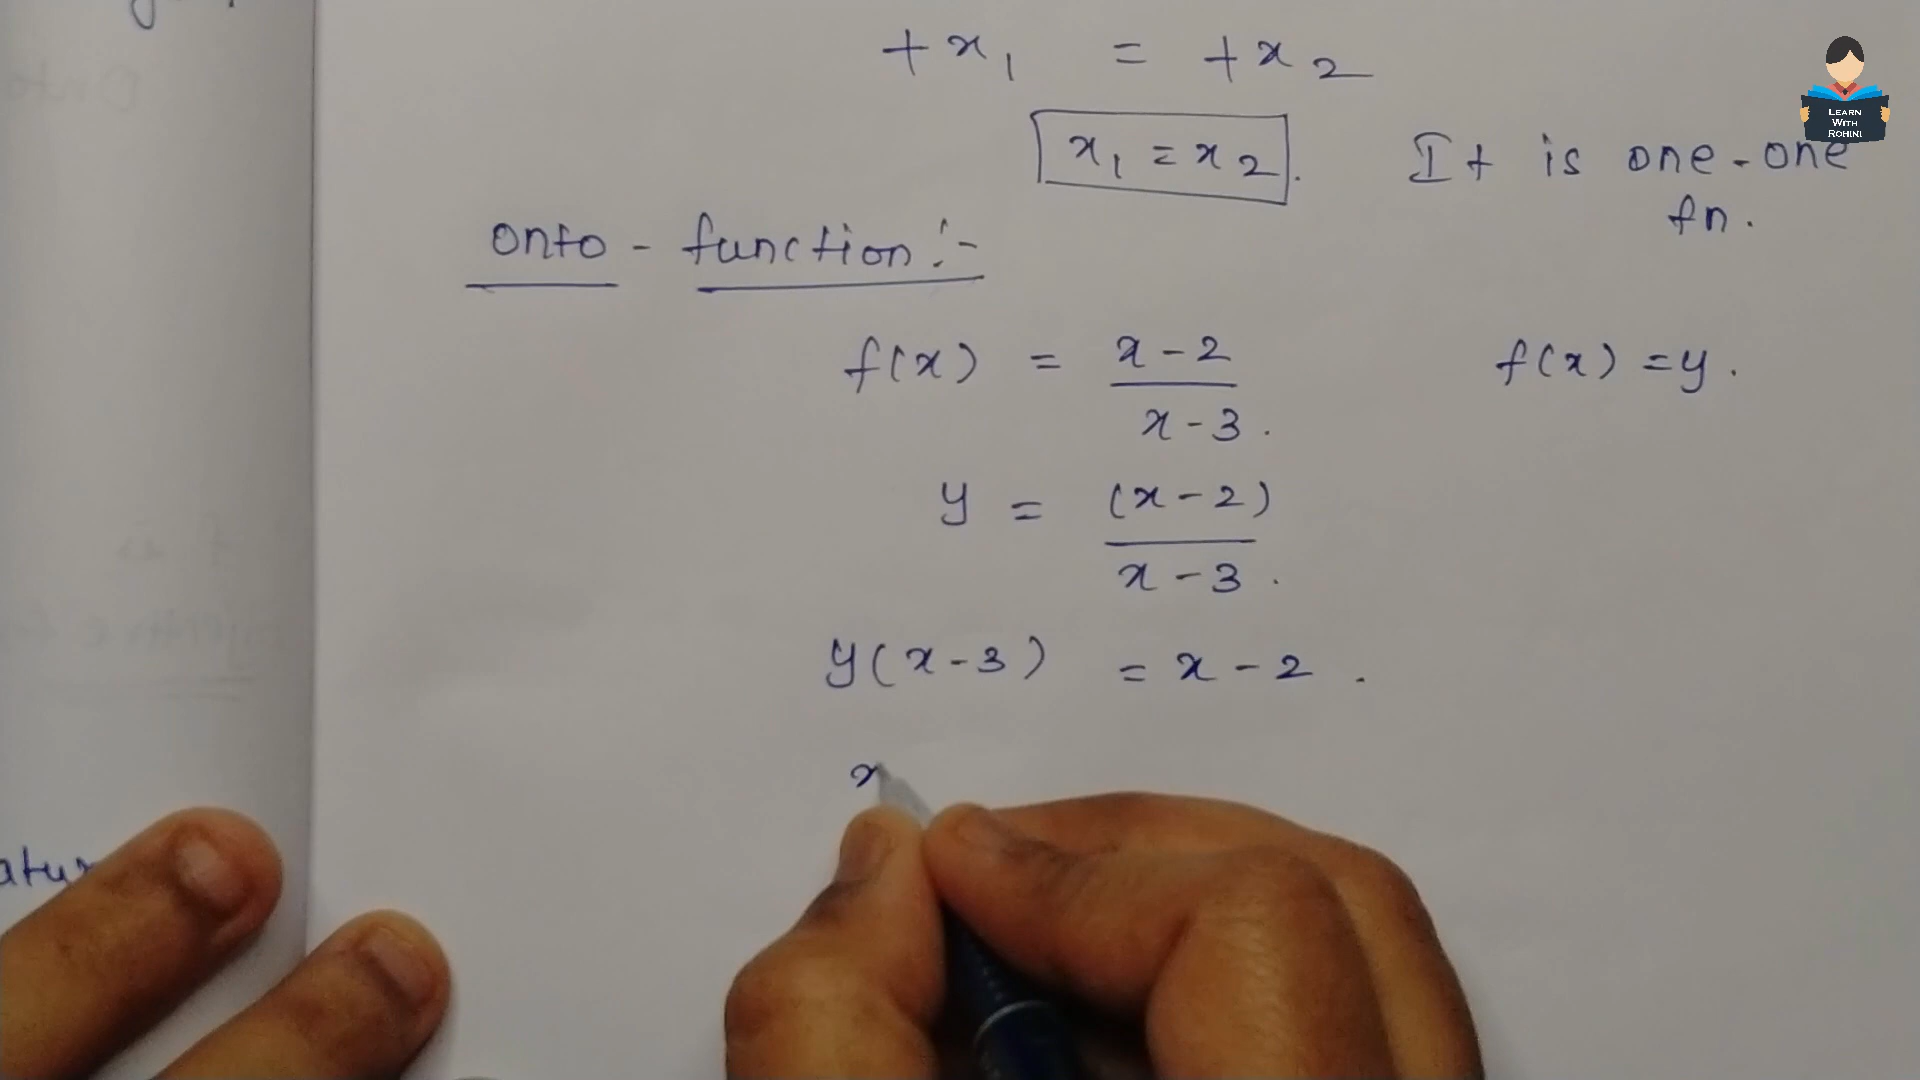 +x₁ = +x₂
x₁ = x₂. It is one-one
fn.
onto - function :-
f(x) = x-2 / x-3. f(x) = y.
y = (x-2) / x-3.
y(x-3) = x-2.
x
LEARN
WITH
ROHINI